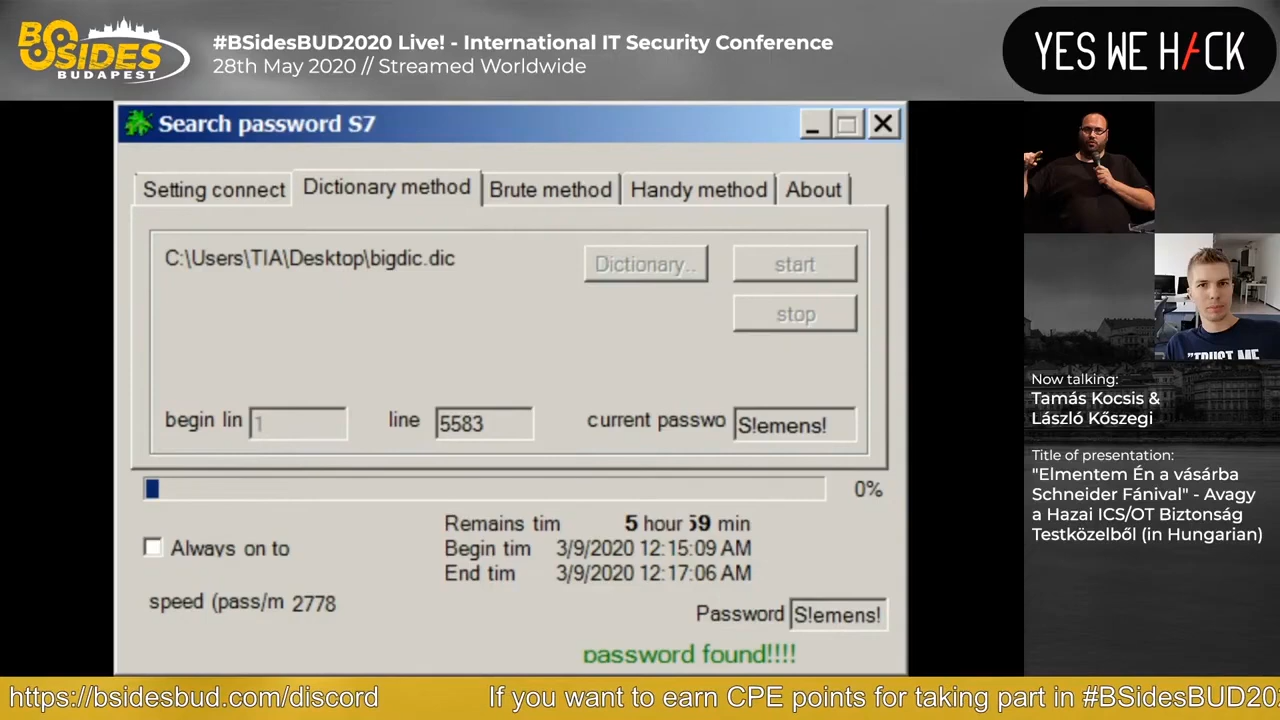 BSIDES
BUDAPEST
#BSidesBUD2020 Live! - International IT Security Conference
28th May 2020 // Streamed Worldwide
YES WE H/CK
Search password S7
Setting connect
Dictionary method
Brute method
Handy method
About
C:\Users\TIA\Desktop\bigdic.dic
Dictionary..
start
stop
begin lin 1
line 5583
current passwo S!emens!
0%
Remains tim 5 hour 59 min
Begin tim 3/9/2020 12:15:09 AM
End tim 3/9/2020 12:17:06 AM
Always on to
speed (pass/m 2778
Password S!emens!
password found!!!!
"TRUST ME
Now talking:
Tamás Kocsis &
László Kőszegi
Title of presentation:
"Elmentem Én a vásárba
Schneider Fánival" - Avagy
a Hazai ICS/OT Biztonság
Testközelből (in Hungarian)
https://bsidesbud.com/discord
If you want to earn CPE points for taking part in #BSidesBUD202